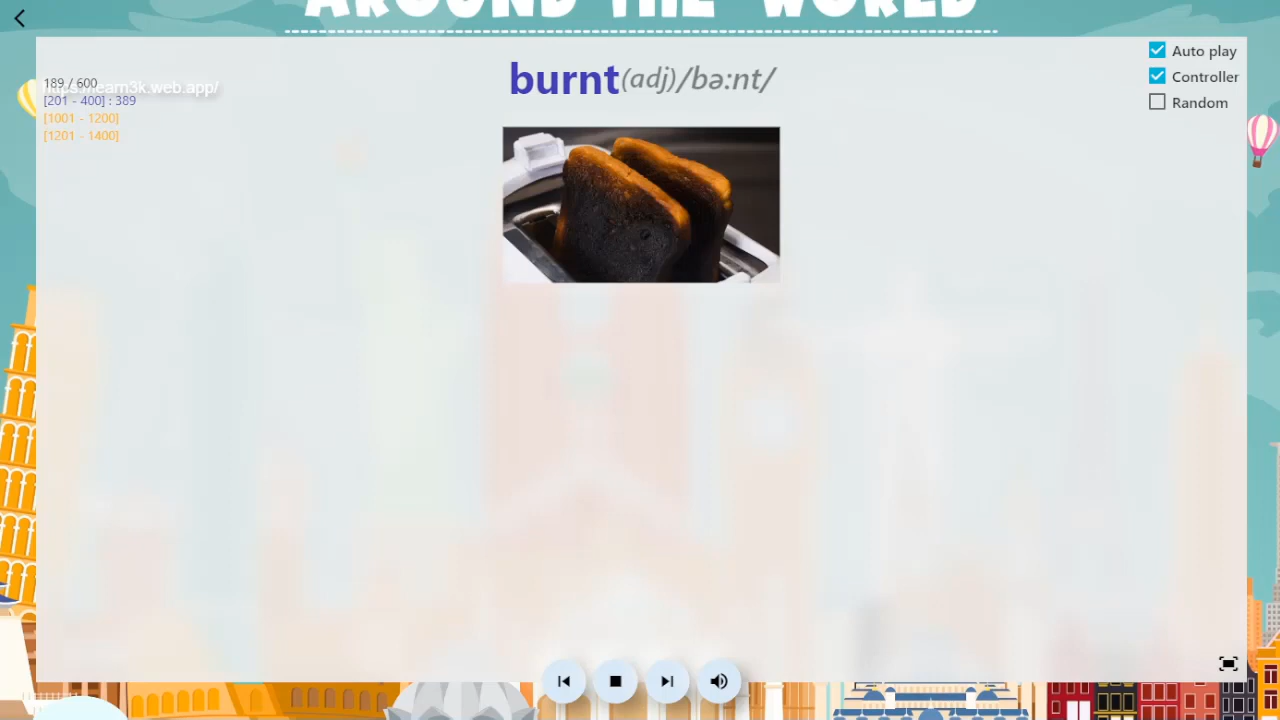 AROUND THE WORLD
189 / 600
https://learn3k.web.app/
[201 - 400] : 389
[1001 - 1200]
[1201 - 1400]
burnt(adj)/bə:nt/
Auto play
Controller
Random